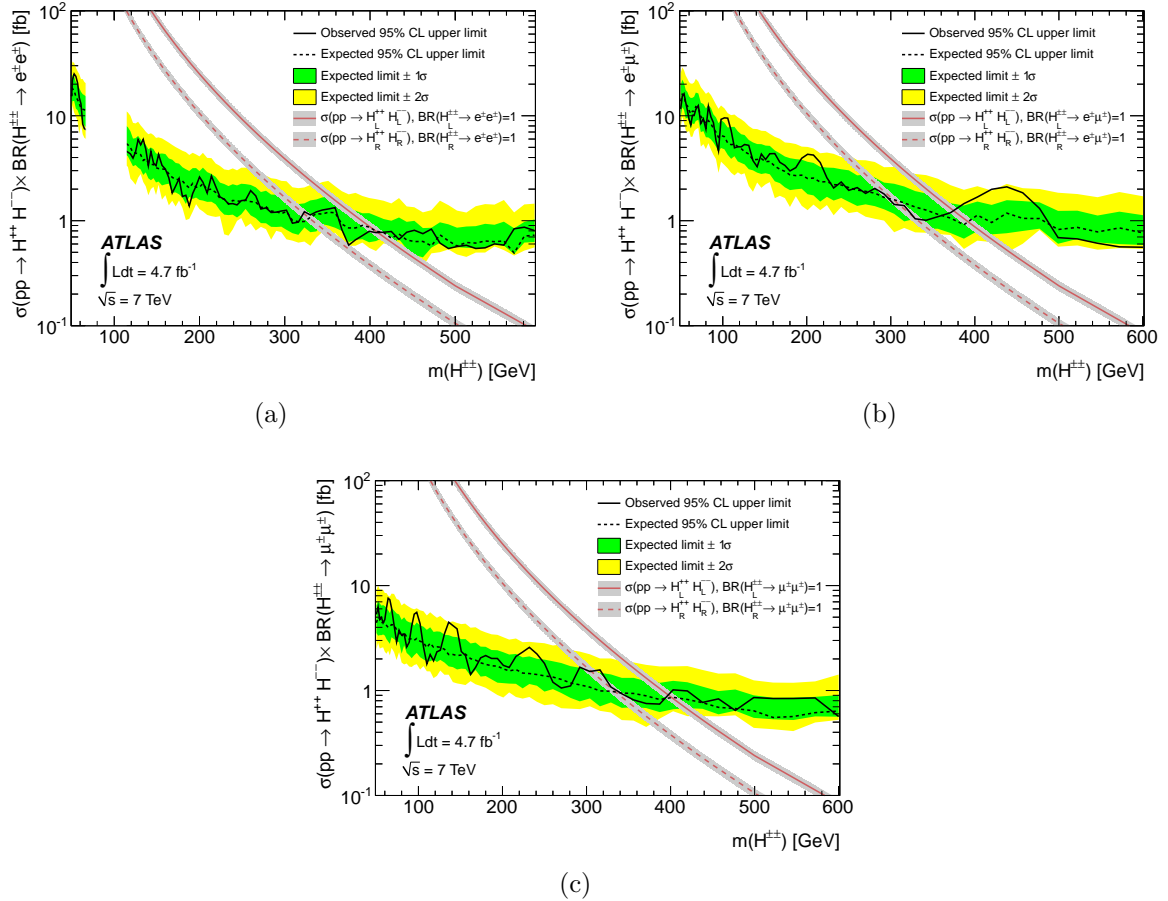 σ(pp → H⁺⁺ H⁻⁻)× BR(H^±± → e^±e^±) [fb]
10²
10
1
10⁻¹
Observed 95% CL upper limit
Expected 95% CL upper limit
Expected limit ± 1σ
Expected limit ± 2σ
σ(pp → H_L⁺⁺ H_L⁻⁻), BR(H_L^±± → e^±e^±)=1
σ(pp → H_R⁺⁺ H_R⁻⁻), BR(H_R^±± → e^±e^±)=1
ATLAS
∫ Ldt = 4.7 fb⁻¹
√s = 7 TeV
100 200 300 400 500
m(H^±±) [GeV]
(a)
σ(pp → H⁺⁺ H⁻⁻)× BR(H^±± → e^±μ^±) [fb]
10²
10
1
10⁻¹
Observed 95% CL upper limit
Expected 95% CL upper limit
Expected limit ± 1σ
Expected limit ± 2σ
σ(pp → H_L⁺⁺ H_L⁻⁻), BR(H_L^±± → e^±μ^±)=1
σ(pp → H_R⁺⁺ H_R⁻⁻), BR(H_R^±± → e^±μ^±)=1
ATLAS
∫ Ldt = 4.7 fb⁻¹
√s = 7 TeV
100 200 300 400 500 600
m(H^±±) [GeV]
(b)
σ(pp → H⁺⁺ H⁻⁻)× BR(H^±± → μ^±μ^±) [fb]
10²
10
1
10⁻¹
Observed 95% CL upper limit
Expected 95% CL upper limit
Expected limit ± 1σ
Expected limit ± 2σ
σ(pp → H_L⁺⁺ H_L⁻⁻), BR(H_L^±± → μ^±μ^±)=1
σ(pp → H_R⁺⁺ H_R⁻⁻), BR(H_R^±± → μ^±μ^±)=1
ATLAS
∫ Ldt = 4.7 fb⁻¹
√s = 7 TeV
100 200 300 400 500 600
m(H^±±) [GeV]
(c)